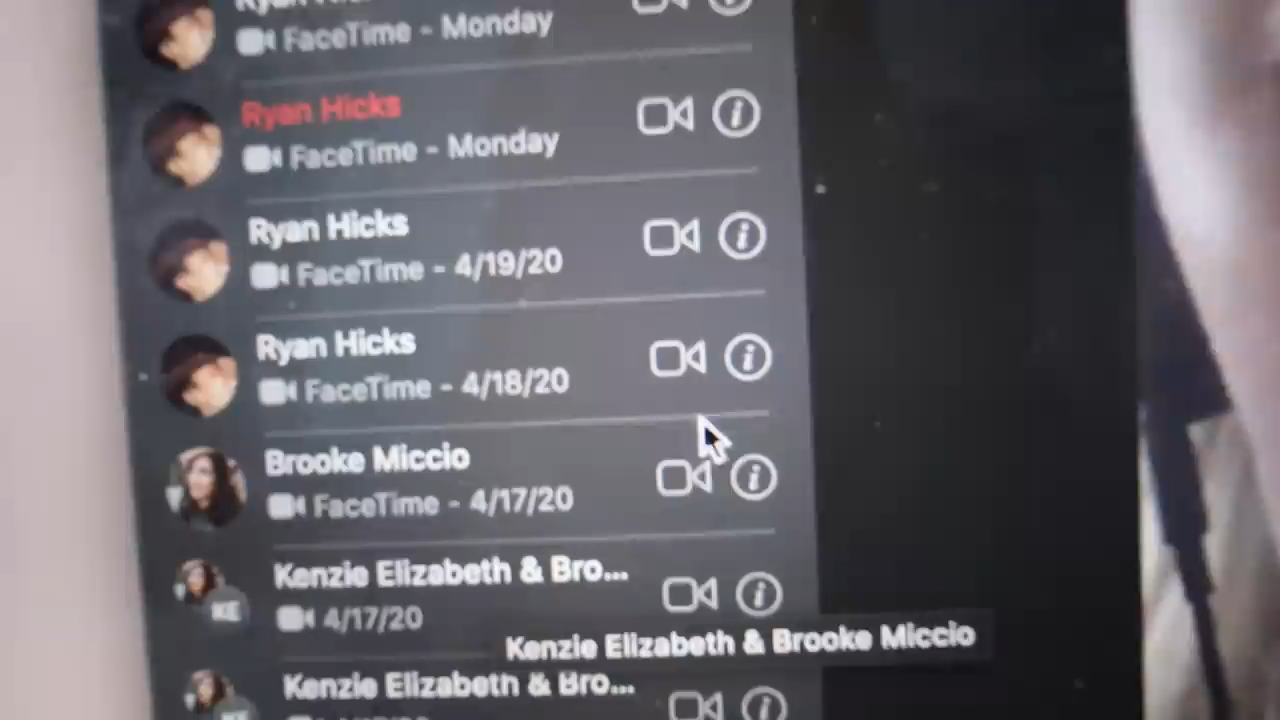 FaceTime - Monday
Ryan Hicks
FaceTime - Monday
Ryan Hicks
FaceTime - 4/19/20
Ryan Hicks
FaceTime - 4/18/20
Brooke Miccio
FaceTime - 4/17/20
Kenzie Elizabeth & Bro...
4/17/20
KE
Kenzie Elizabeth & Brooke Miccio
Kenzie Elizabeth & Bro...